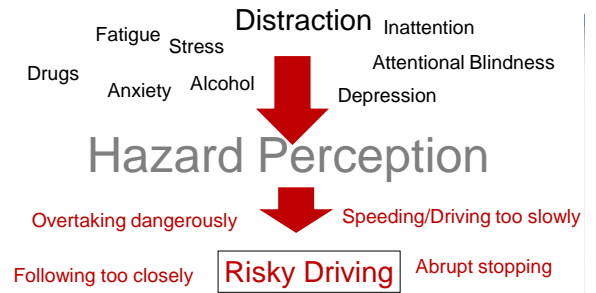 Distraction
Inattention
Fatigue
Stress
Attentional Blindness
Drugs
Anxiety
Alcohol
Depression
Hazard Perception
Overtaking dangerously
Speeding/Driving too slowly
Following too closely
Risky Driving
Abrupt stopping